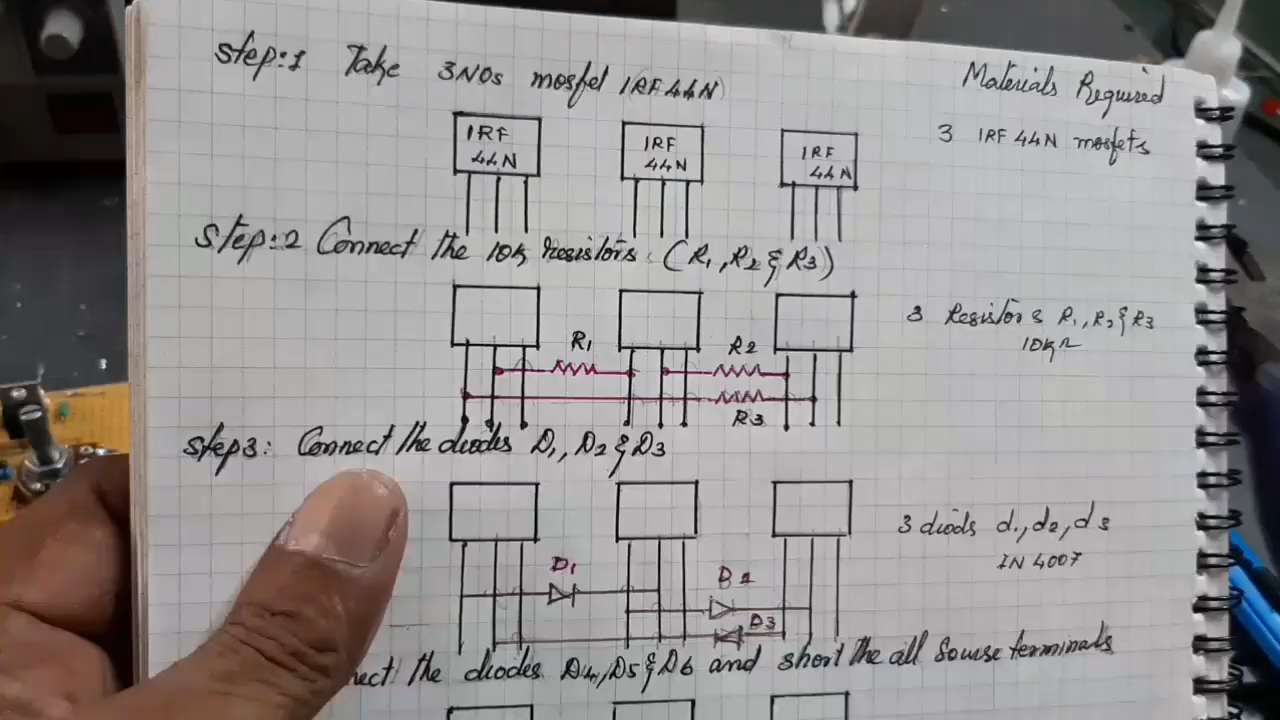 Step:1 Take 3NOs mosfet IRF44N
Materials Required
3 IRF 44N mosfets
IRF
44N
IRF
44N
IRF
44N
Step:2 Connect the 10K resistors (R1, R2 & R3)
3 Resistors R1, R2 & R3
10KΩ
R1
R2
R3
Step3: Connect the diodes D1, D2 & D3
3 diods d1, d2, d3
IN 4007
D1
D3
nect the diodes D4, D5 & D6 and short the all sourse terminals